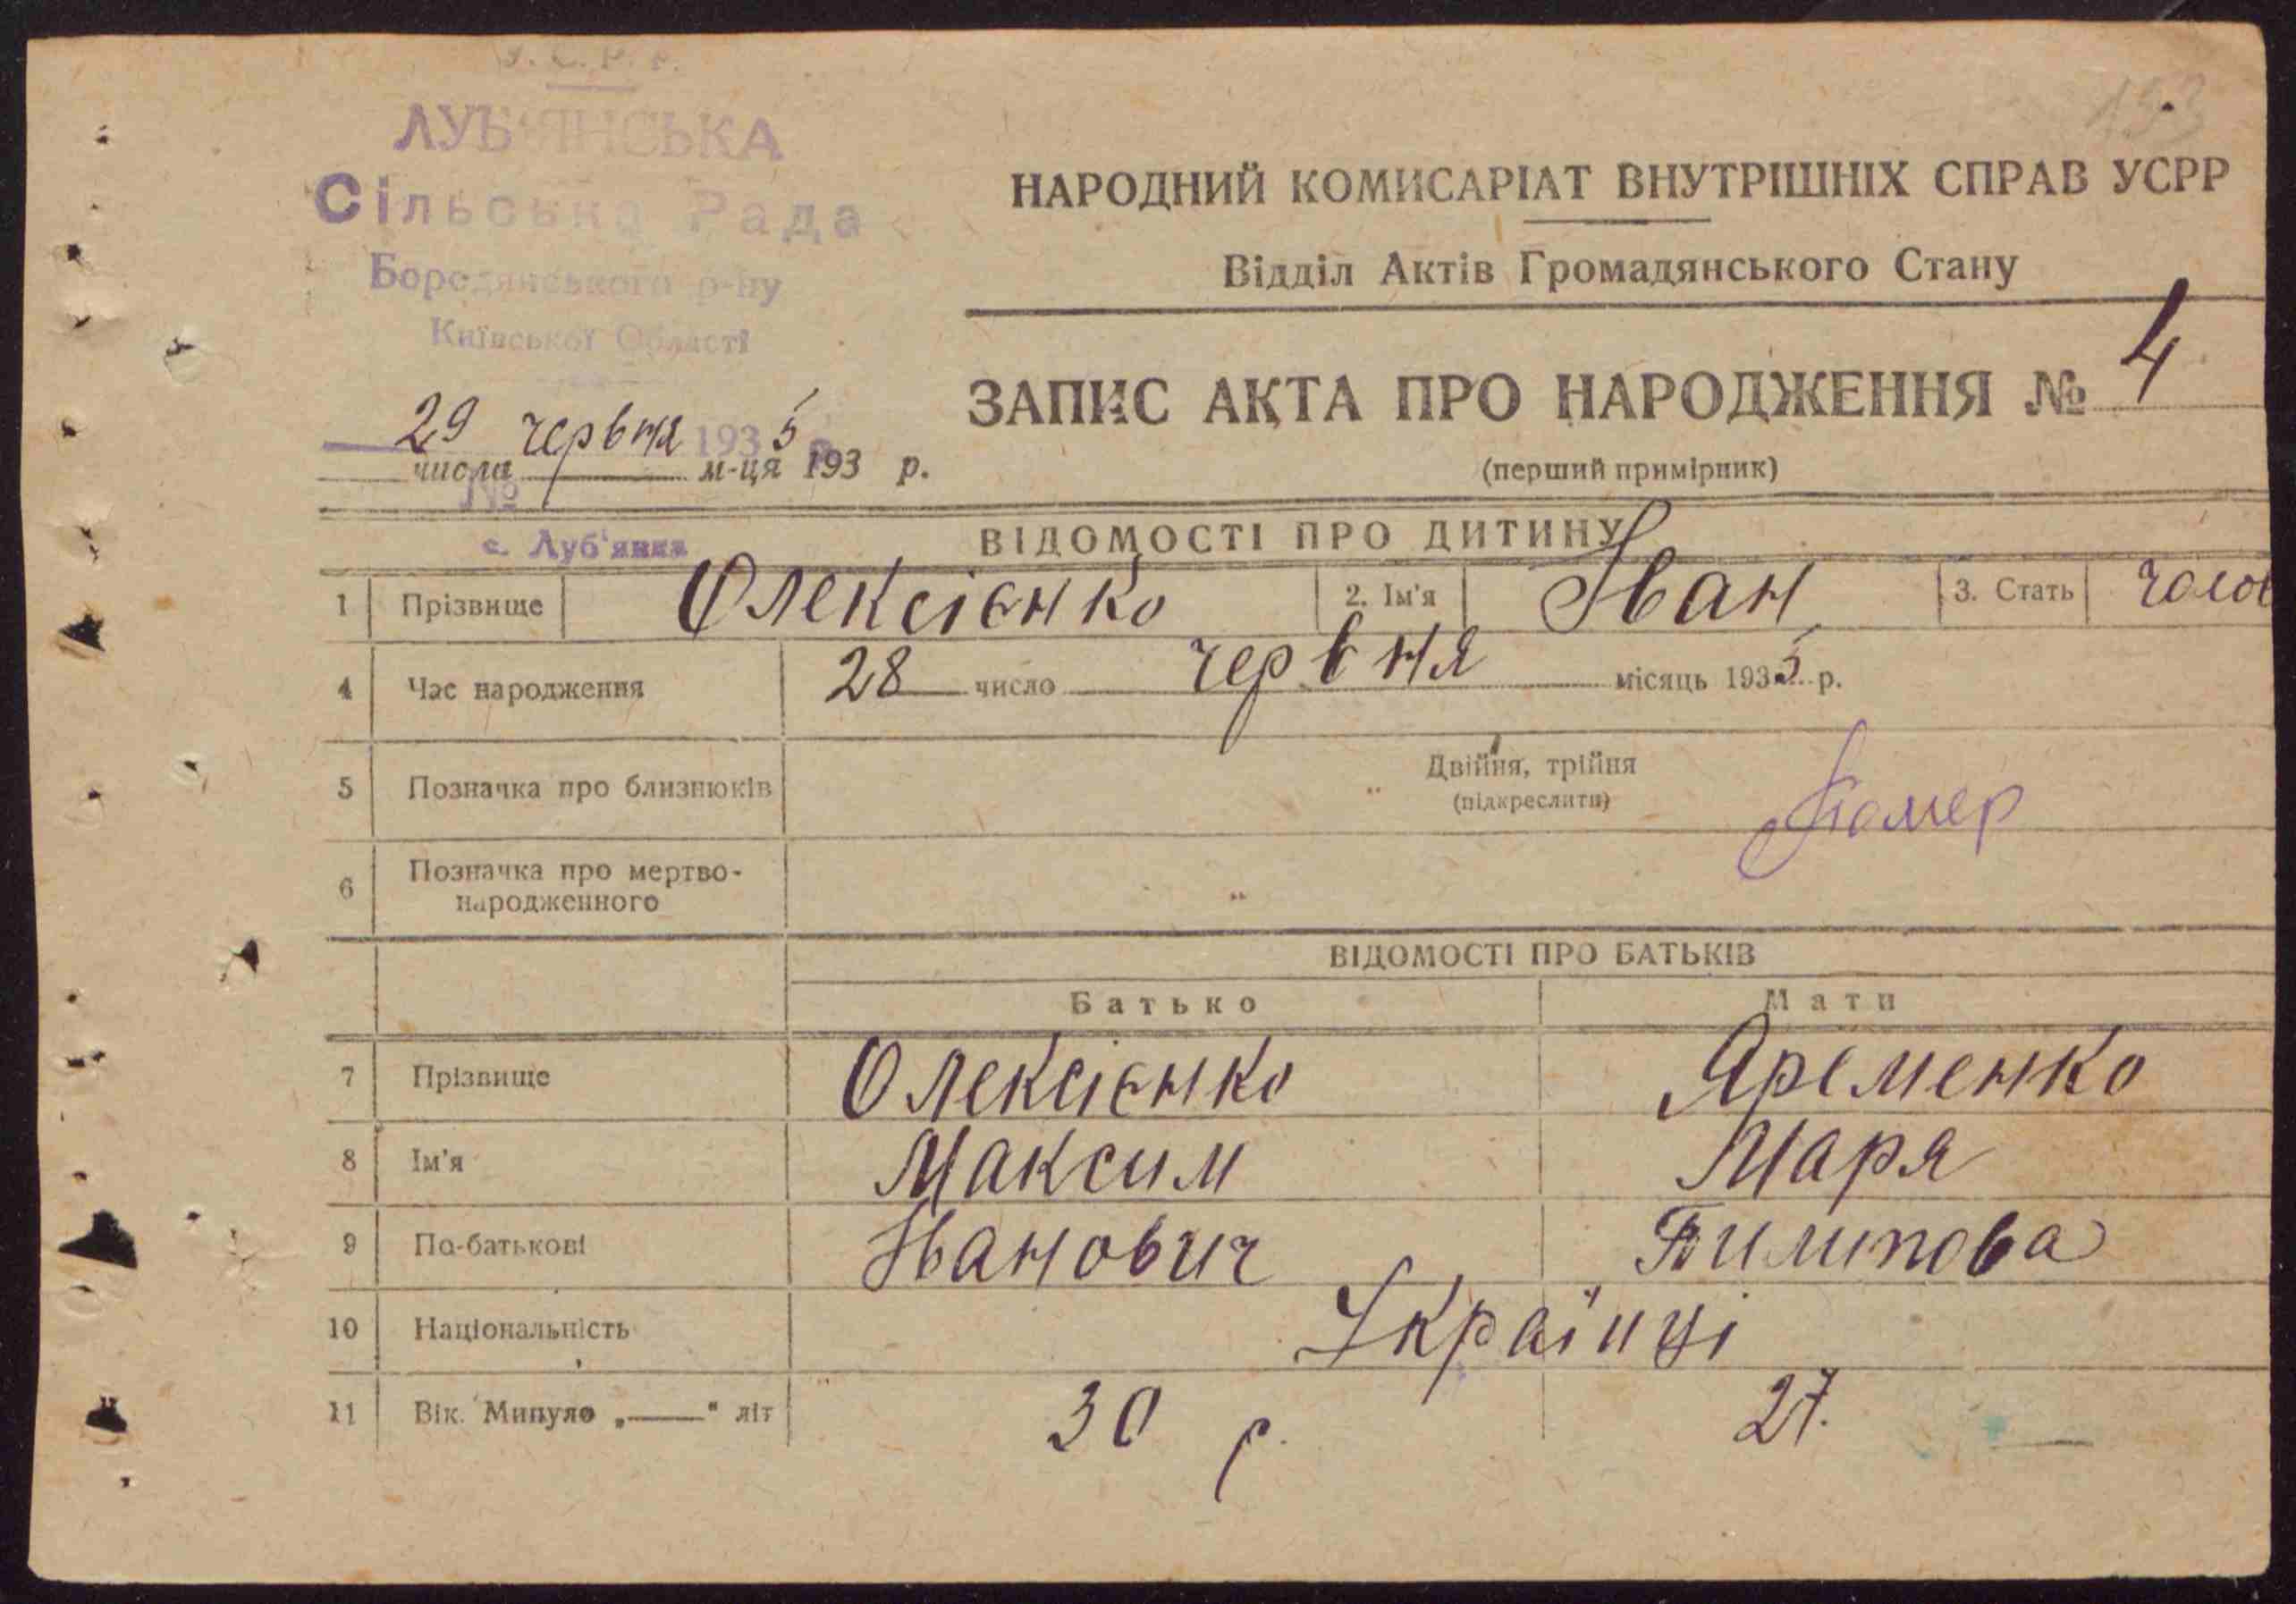 У.С.Р.Р.
193
ЛУБ'ЯНСЬКА
Сільська Рада
Бородянського р-ну
Київської Області
НАРОДНИЙ КОМИСАРІАТ ВНУТРІШНІХ СПРАВ УСРР
Відділ Актів Громадянського Стану
ЗАПИС АКТА ПРО НАРОДЖЕННЯ № 4
(перший примірник)
29 червня 1935
числа м-ця 193 р.
№
с. Луб'янка
ВІДОМОСТІ ПРО ДИТИНУ
1 Прізвище Олексієнко 2. Ім'я Іван 3. Стать чолов
4 Час народження 28 число червня місяць 1935 р.
5 Позначка про близнюків " Двійня, трійня
(підкреслити)
Помер
6 Позначка про мертво-
народженного "
ВІДОМОСТІ ПРО БАТЬКІВ
Батько Мати
7 Прізвище Олексієнко Яременко
8 Ім'я Максим Маря
9 По-батькові Іванович Пилипова
10 Національність Українці
11 Вік. Минуло „——" літ 30 р. 27.